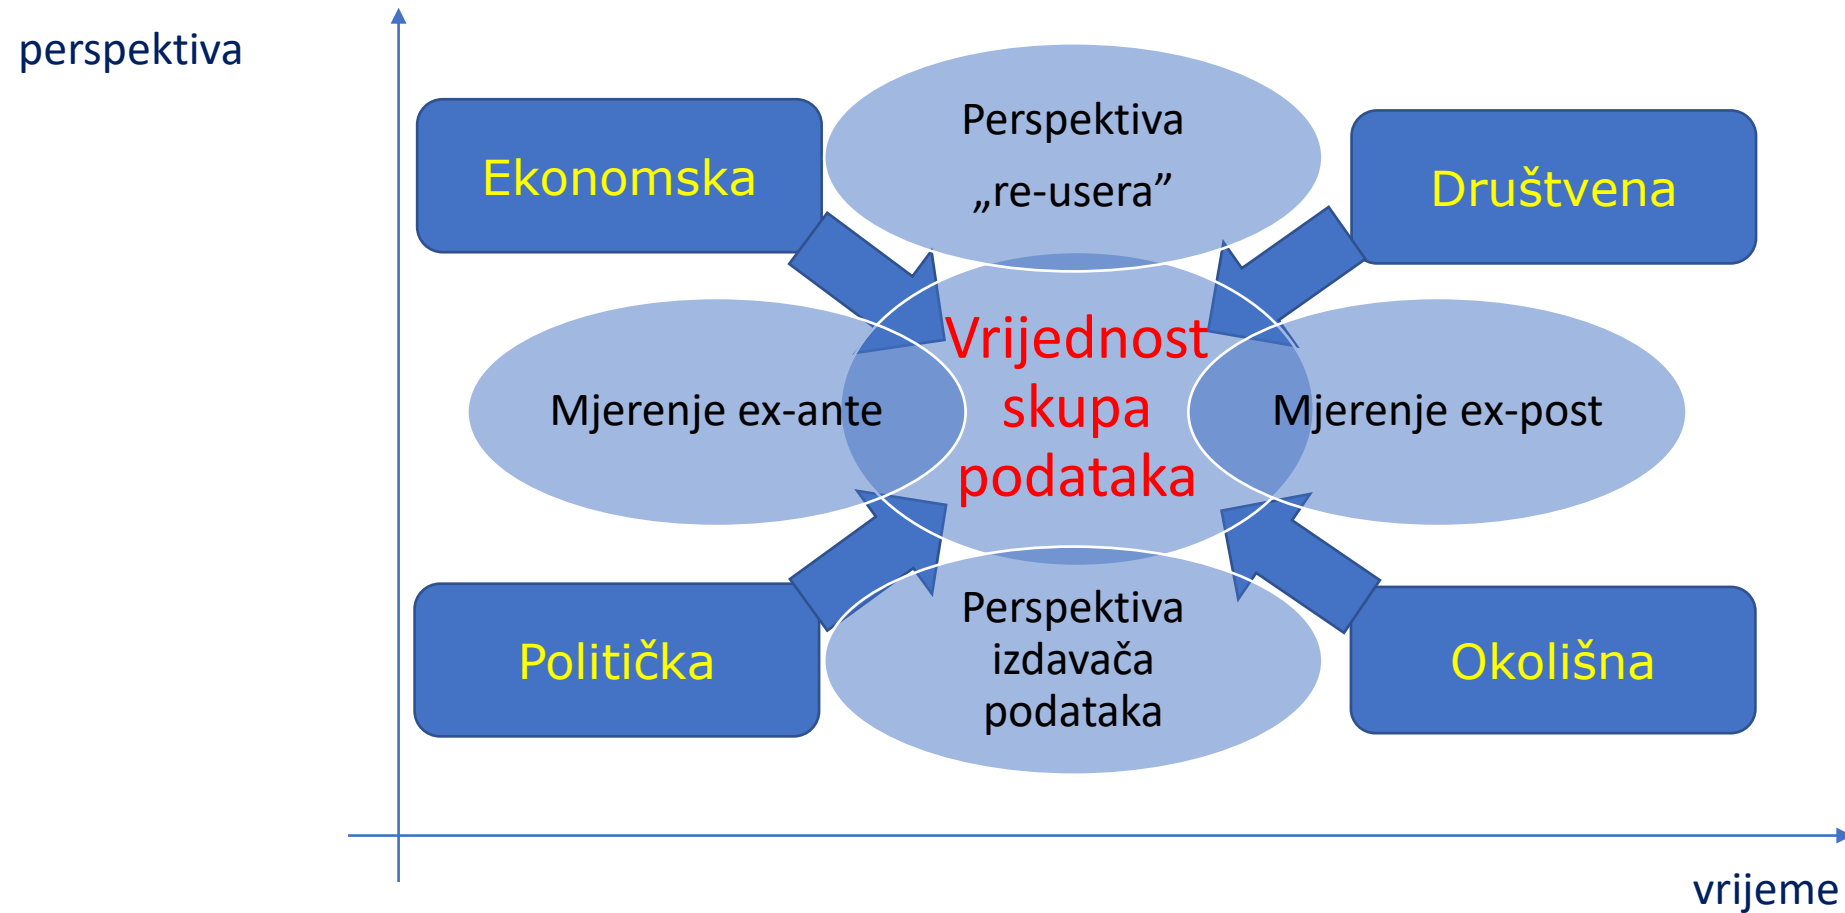 perspektiva
Ekonomska
Perspektiva
„re-usera”
Društvena
Mjerenje ex-ante
Vrijednost
skupa
podataka
Mjerenje ex-post
Politička
Perspektiva
izdavača
podataka
Okolišna
vrijeme